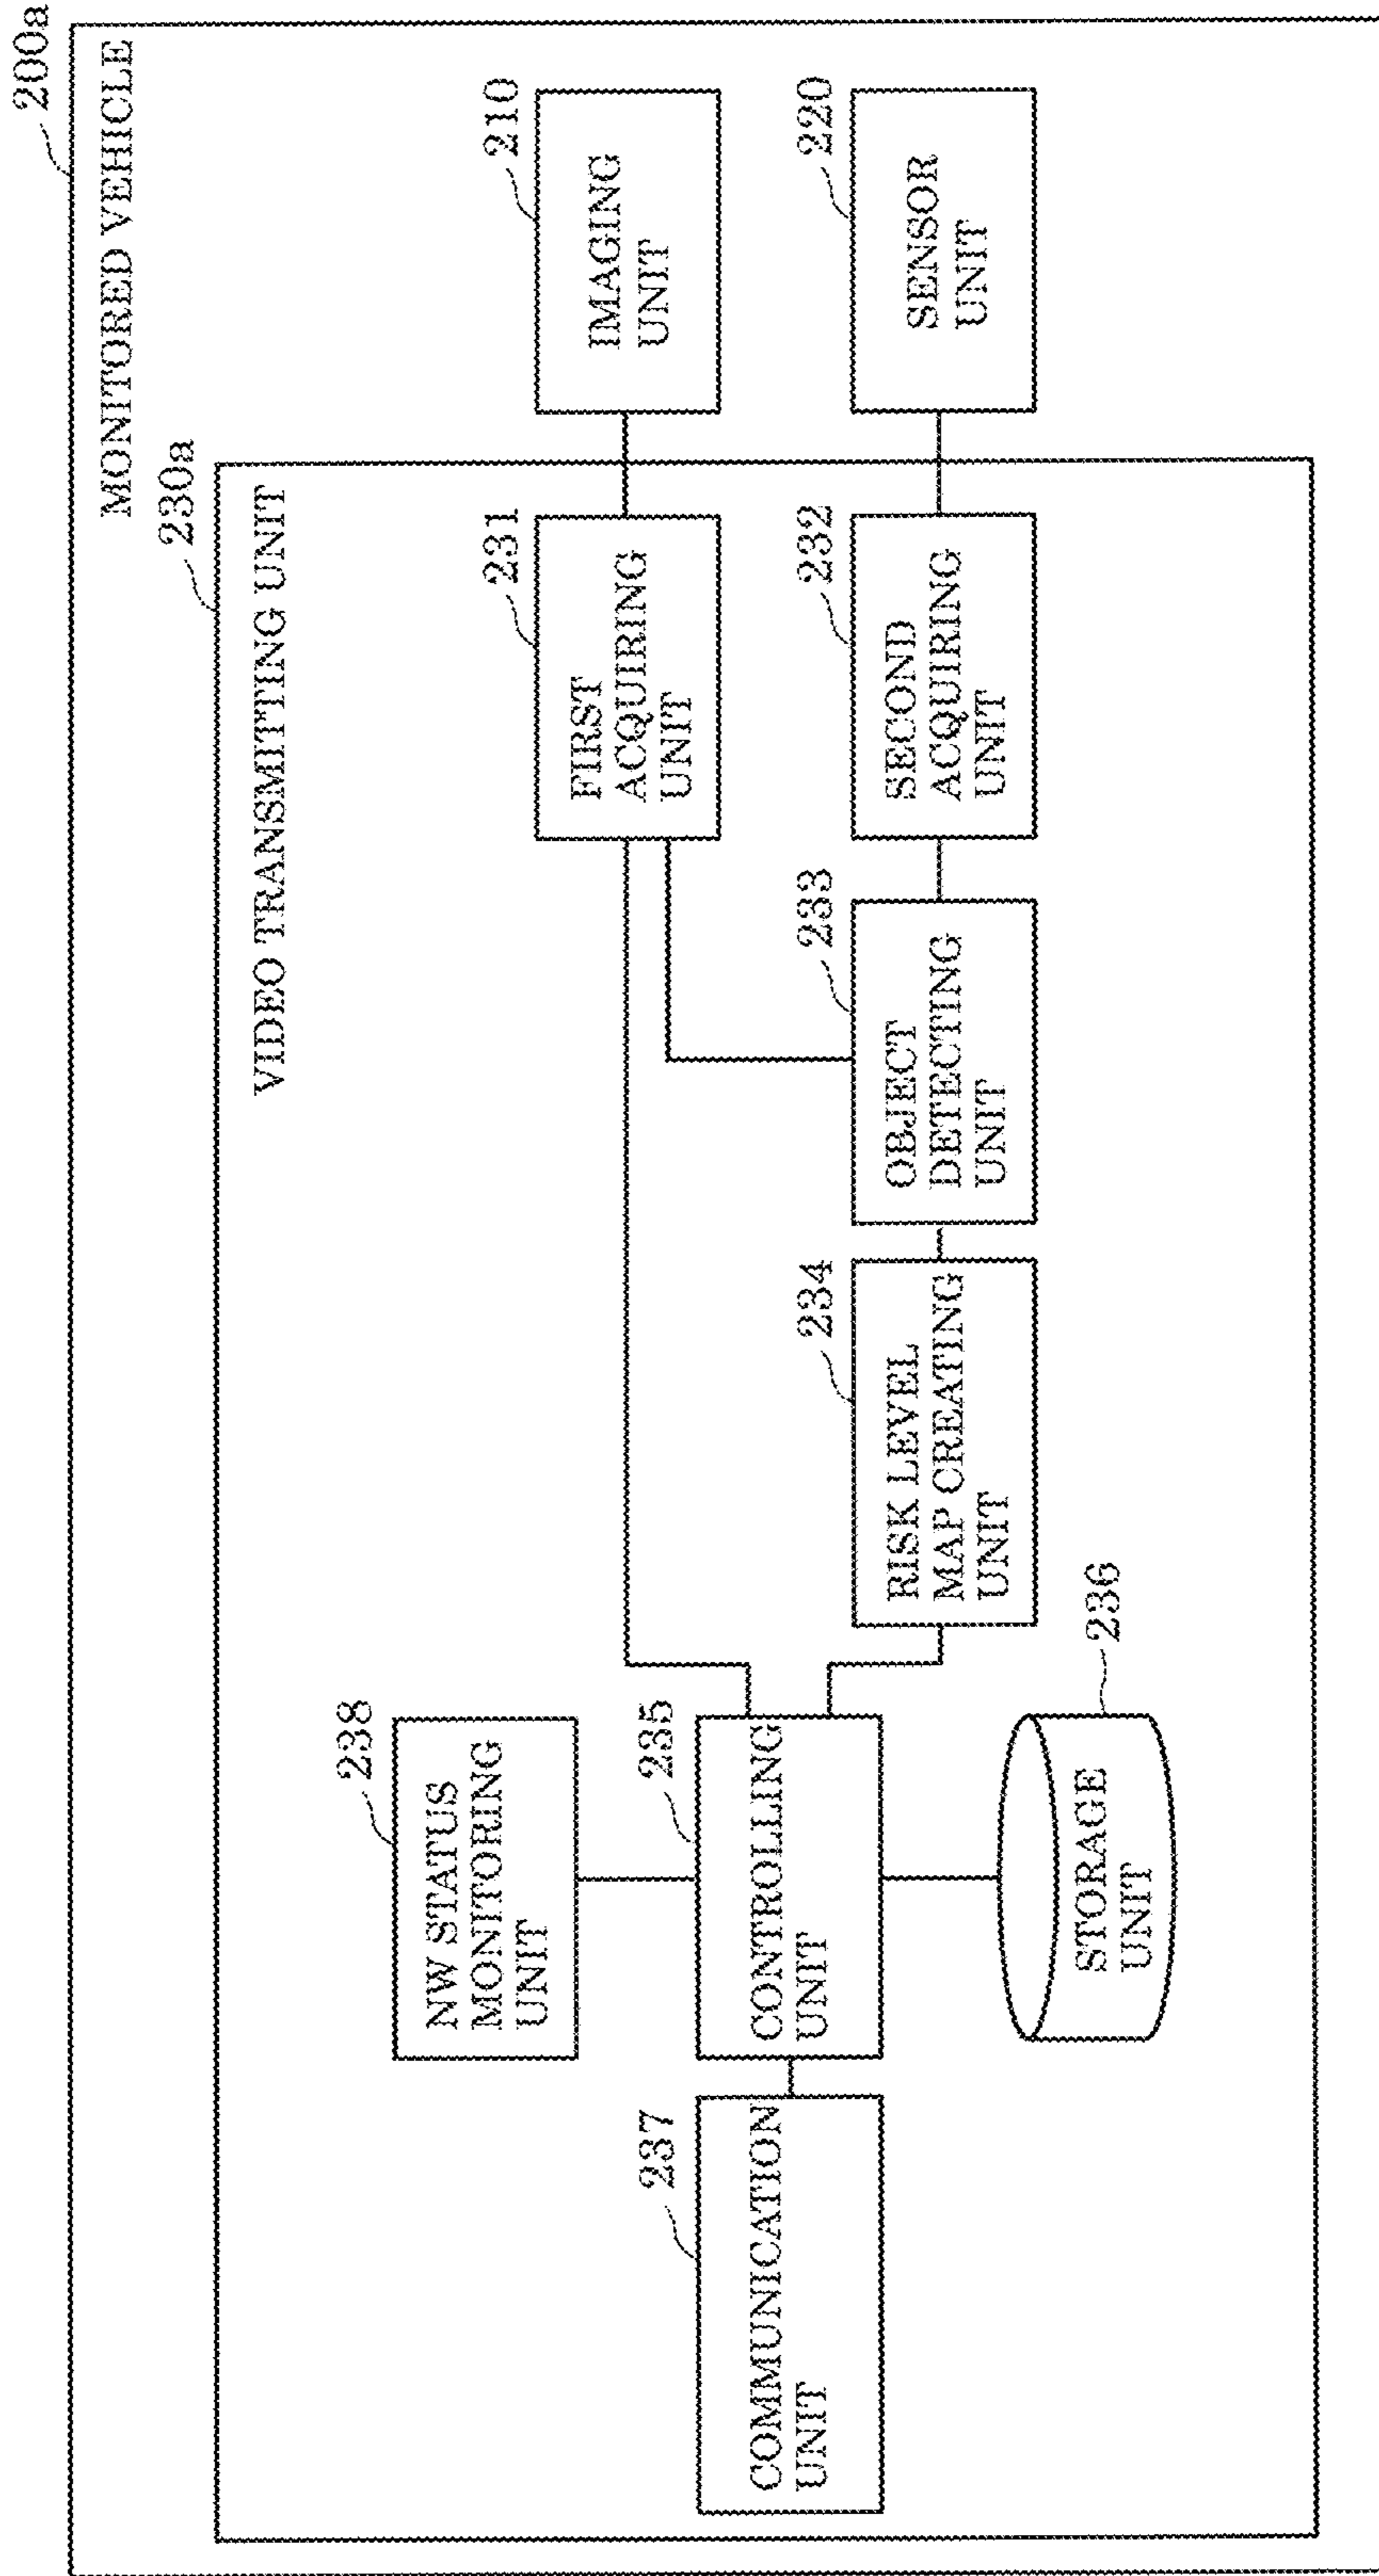 200a
MONITORED VEHICLE
230a
VIDEO TRANSMITTING UNIT
238
NW STATUS
MONITORING
UNIT
231
FIRST
ACQUIRING
UNIT
210
IMAGING
UNIT
237
COMMUNICATION
UNIT
235
CONTROLLING
UNIT
234
RISK LEVEL
MAP CREATING
UNIT
233
OBJECT
DETECTING
UNIT
232
SECOND
ACQUIRING
UNIT
220
SENSOR
UNIT
236
STORAGE
UNIT